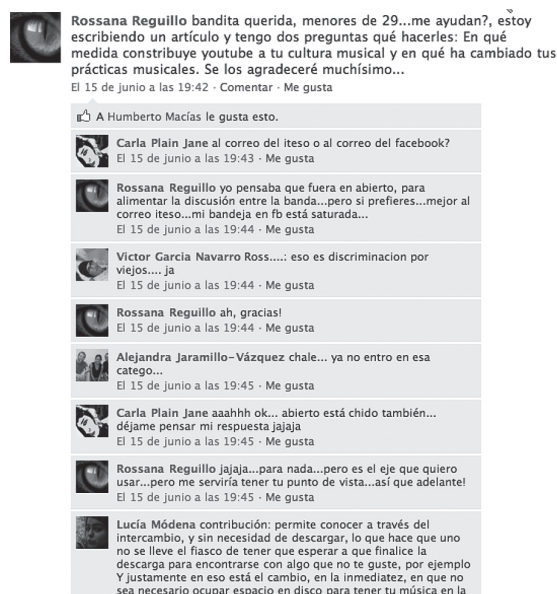 Rossana Reguillo bandita querida, menores de 29...me ayudan?, estoy
escribiendo un artículo y tengo dos preguntas qué hacerles: En qué
medida constribuye youtube a tu cultura musical y en qué ha cambiado tus
prácticas musicales. Se los agradeceré muchísimo...
El 15 de junio a las 19:42 · Comentar · Me gusta
A Humberto Macías le gusta esto.
Carla Plain Jane al correo del iteso o al correo del facebook?
El 15 de junio a las 19:43 · Me gusta
Rossana Reguillo yo pensaba que fuera en abierto, para
alimentar la discusión entre la banda...pero si prefieres...mejor al
correo iteso...mi bandeja en fb está saturada...
El 15 de junio a las 19:44 · Me gusta
Victor Garcia Navarro Ross....: eso es discriminacion por
viejos.... ja
El 15 de junio a las 19:44 · Me gusta
Rossana Reguillo ah, gracias!
El 15 de junio a las 19:44 · Me gusta
Alejandra Jaramillo-Vázquez chale... ya no entro en esa
catego...
El 15 de junio a las 19:45 · Me gusta
Carla Plain Jane aaahhh ok... abierto está chido también...
déjame pensar mi respuesta jajaja
El 15 de junio a las 19:45 · Me gusta
Rossana Reguillo jajaja...para nada...pero es el eje que quiero
usar...pero me serviría tener tu punto de vista...así que adelante!
El 15 de junio a las 19:45 · Me gusta
Lucía Módena contribución: permite conocer a través del
intercambio, y sin necesidad de descargar, lo que hace que uno
no se lleve el fiasco de tener que esperar a que finalice la
descarga para encontrarse con algo que no te guste, por ejemplo
Y justamente en eso está el cambio, en la inmediatez, en que no
sea necesario ocupar espacio en disco para tener tu música en la